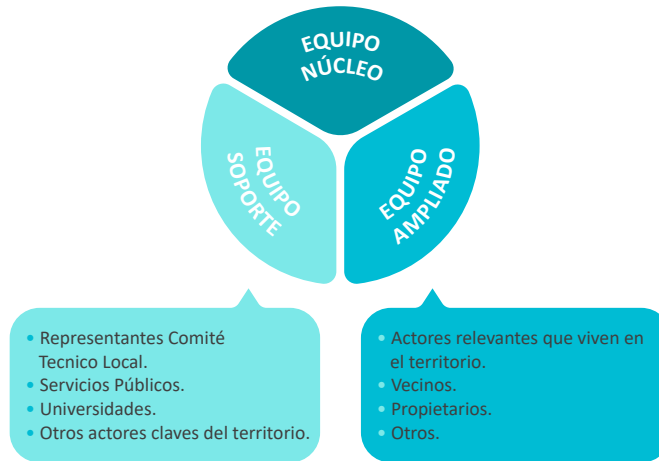 EQUIPO
NÚCLEO
EQUIPO
SOPORTE
EQUIPO
AMPLIADO
• Representantes Comité
Tecnico Local.
• Servicios Públicos.
• Universidades.
• Otros actores claves del territorio.
• Actores relevantes que viven en
el territorio.
• Vecinos.
• Propietarios.
• Otros.